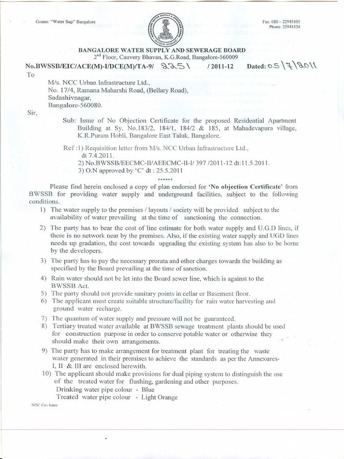 Grams: "Water Sup" Bangalore
Fax: 080 - 22945101
Phone: 22945156
BANGALORE WATER SUPPLY AND SEWERAGE BOARD
2nd Floor, Cauvery Bhavan, K.G.Road, Bangalore-560009
No.BWSSB/EIC/ACE(M)-I/DCE(M)/TA-9/ 2251 / 2011-12 Dated: 05/7/2011
To
M/s. NCC Urban Infrastructure Ltd.,
No. 17/4, Ramana Maharshi Road, (Bellary Road),
Sadashivnagar,
Bangalore-560080.
Sir,
Sub: Issue of No Objection Certificate for the proposed Residential Apartment
Building at Sy. No.183/2, 184/1, 184/2 & 185, at Mahadevapura village,
K.R.Puram Hobli, Bangalore East Taluk, Bangalore.
Ref :1) Requisition letter from M/s. NCC Urban Infrastructure Ltd.,
dt 7.4.2011.
2) No.BWSSB/EECMC-II/AEECMC-II-I/ 397 /2011-12 dt:11.5.2011.
3) O.N approved by "C" dt : 25.5.2011
******
Please find herein enclosed a copy of plan endorsed for 'No objection Certificate' from
BWSSB for providing water supply and underground facilities, subject to the following
conditions.
1) The water supply to the premises / layouts / society will be provided subject to the
availability of water prevailing at the time of sanctioning the connection.
2) The party has to bear the cost of line estimate for both water supply and U.G.D lines, if
there is no network near by the premises. Also, if the existing water supply and UGD lines
needs up gradation, the cost towards upgrading the existing system has also to be borne
by the developers.
3) The party has to pay the necessary prorata and other charges towards the building as
specified by the Board prevailing at the time of sanction.
4) Rain water should not be let into the Board sewer line, which is against to the
BWSSB Act.
5) The party should not provide sanitary points in cellar or Basement floor.
6) The applicant must create suitable structure/facility for rain water harvesting and
ground water recharge.
7) The quantum of water supply and pressure will not be guaranteed.
8) Tertiary treated water available at BWSSB sewage treatment plants should be used
for construction purpose in order to conserve potable water or otherwise they
should make their own arrangements.
9) The party has to make arrangement for treatment plan for treating the waste
water generated in their premises to achieve the standards as per the Annexures-
I, II & III are enclosed herewith.
10) The applicant should make provisions for dual piping system to distinguish the use
of the treated water for flushing, gardening and other purposes.
Drinking water pipe colour - Blue
Treated water pipe colour - Light Orange